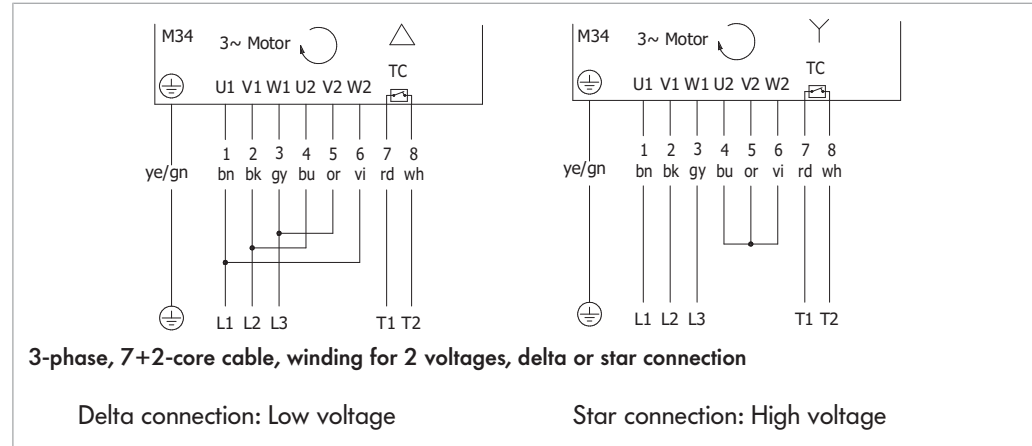 M34 3~ Motor
TC
U1 V1 W1 U2 V2 W2
1 2 3 4 5 6 7 8
ye/gn bn bk gy bu or vi rd wh
L1 L2 L3 T1 T2
M34 3~ Motor
TC
U1 V1 W1 U2 V2 W2
1 2 3 4 5 6 7 8
ye/gn bn bk gy bu or vi rd wh
L1 L2 L3 T1 T2
3-phase, 7+2-core cable, winding for 2 voltages, delta or star connection
Delta connection: Low voltage
Star connection: High voltage